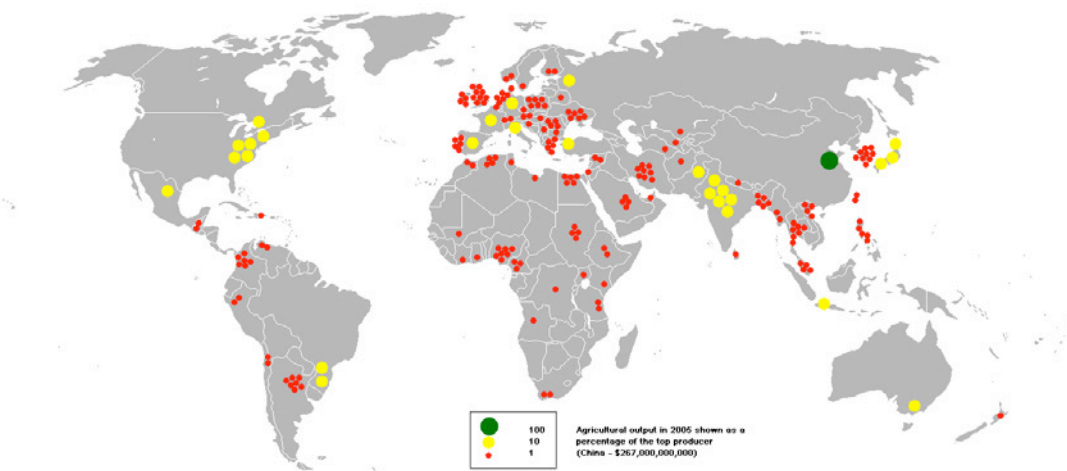 100
10
1
Agricultural output in 2005 shown as a
percentage of the top producer
(China - $267,000,000,000)